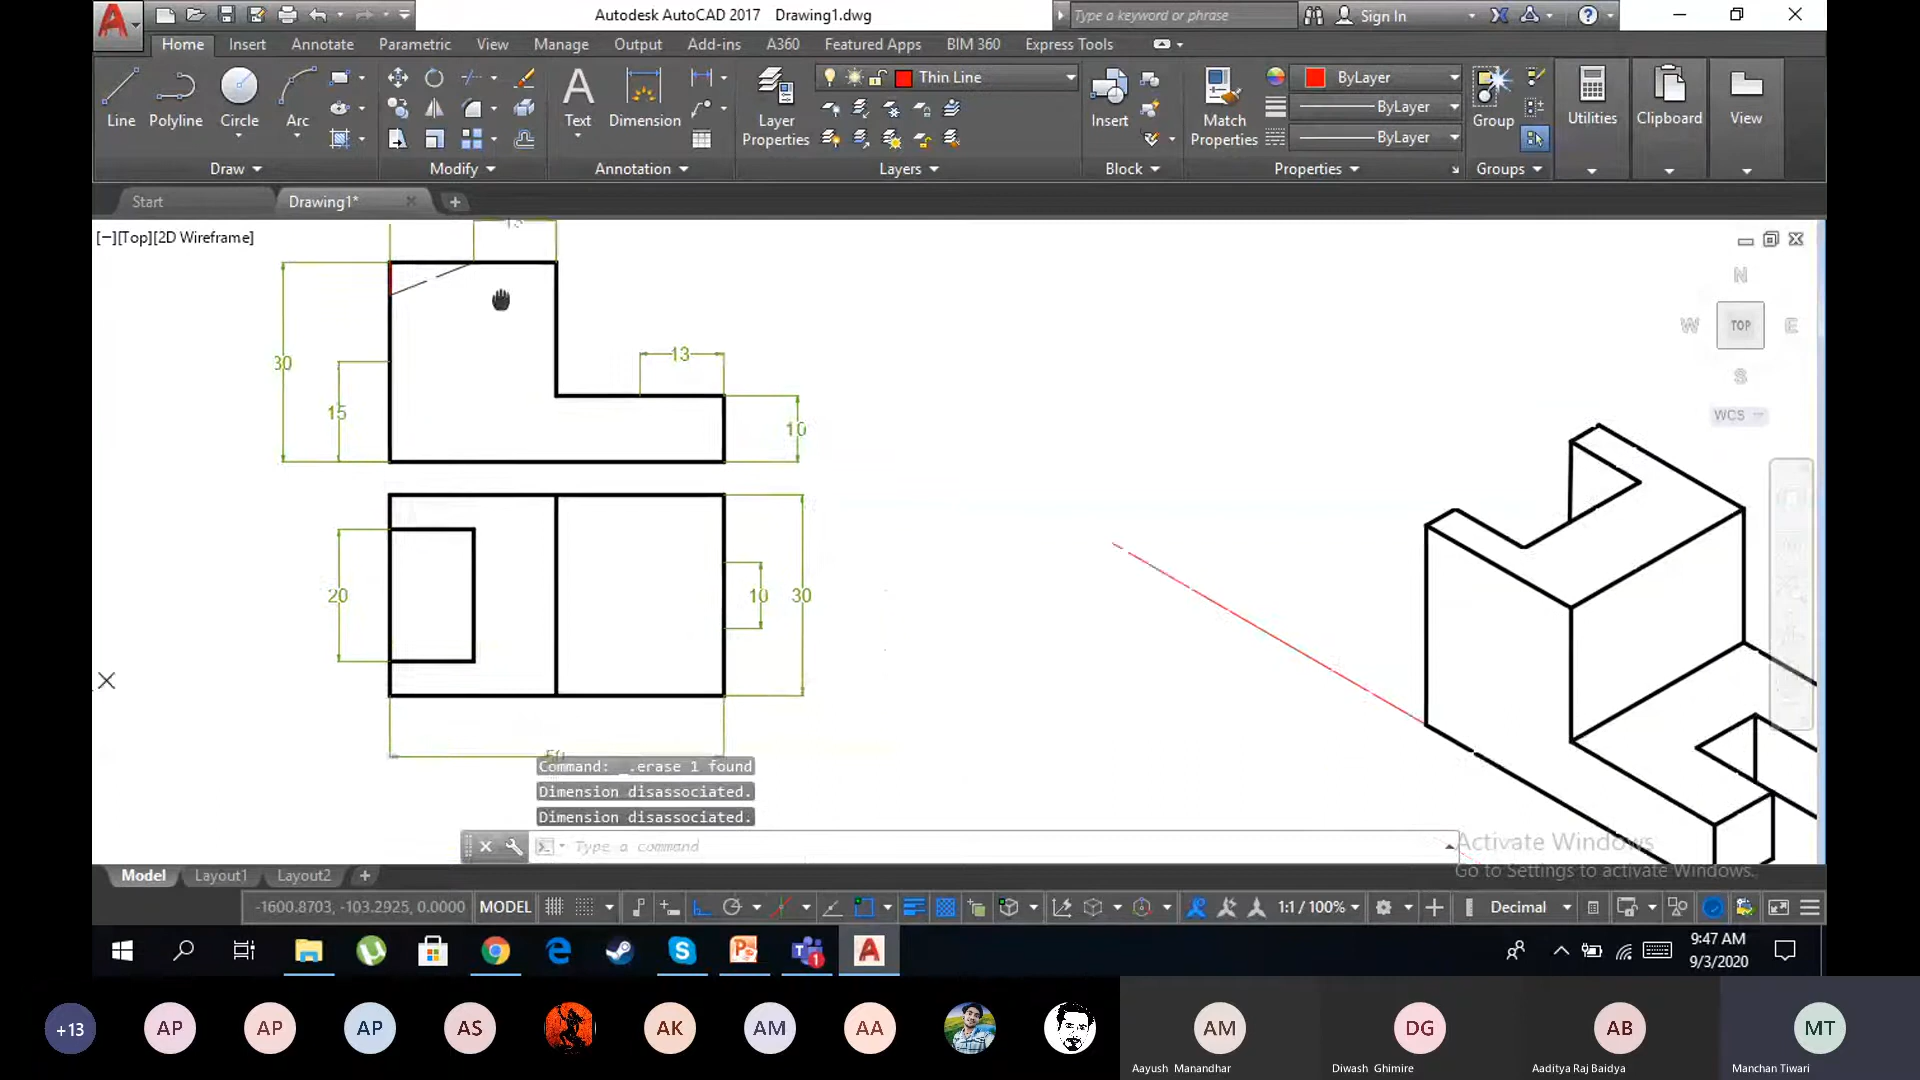 Autodesk AutoCAD 2017 Drawing1.dwg
Type a keyword or phrase
Sign In
Home Insert Annotate Parametric View Manage Output Add-ins A360 Featured Apps BIM 360 Express Tools
Thin Line
ByLayer
ByLayer
ByLayer
Line Polyline Circle Arc
Text Dimension
Layer Properties
Insert
Match Properties
Group
Utilities Clipboard View
Draw Modify Annotation Layers Block Properties Groups
Start Drawing1*
[−][Top][2D Wireframe]
N
W TOP E
S
WCS
30
15
13
10
20
10
30
50
Command: _.erase 1 found
Dimension disassociated.
Dimension disassociated.
Type a command
Activate Windows
Go to Settings to activate Windows.
Model Layout1 Layout2
-1600.8703, -103.2925, 0.0000 MODEL 1:1 / 100% Decimal
1
9:47 AM
9/3/2020
+13 AP AP AP AS AK AM AA AM DG AB MT
Aayush Manandhar Diwash Ghimire Aaditya Raj Baidya Manchan Tiwari